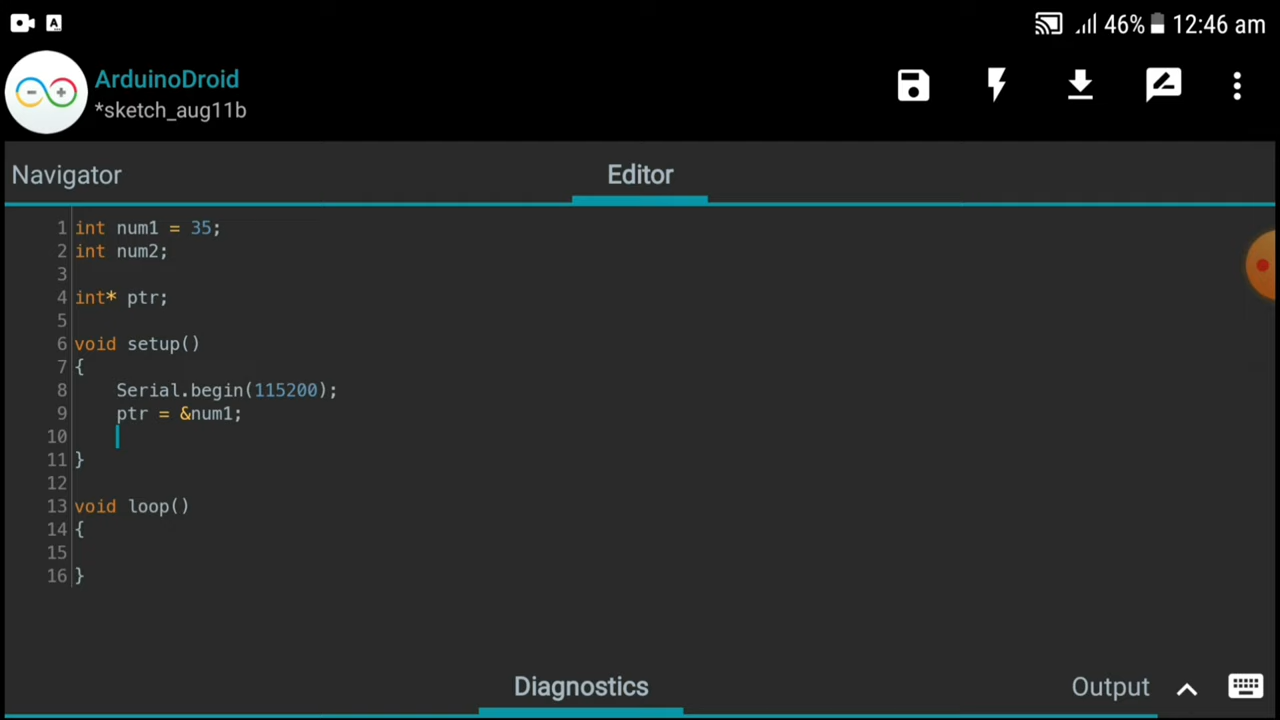 46% 12:46 am
ArduinoDroid
*sketch_aug11b
Navigator Editor
1 int num1 = 35;
2 int num2;
3
4 int* ptr;
5
6 void setup()
7 {
8     Serial.begin(115200);
9     ptr = &num1;
10
11 }
12
13 void loop()
14 {
15
16 }
Diagnostics Output